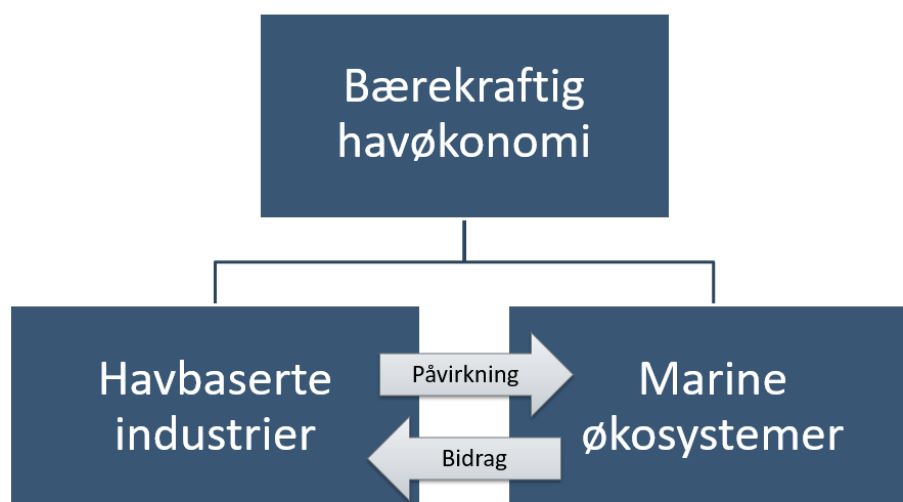 Bærekraftig
havøkonomi
Havbaserte
industrier
Påvirkning
Bidrag
Marine
økosystemer